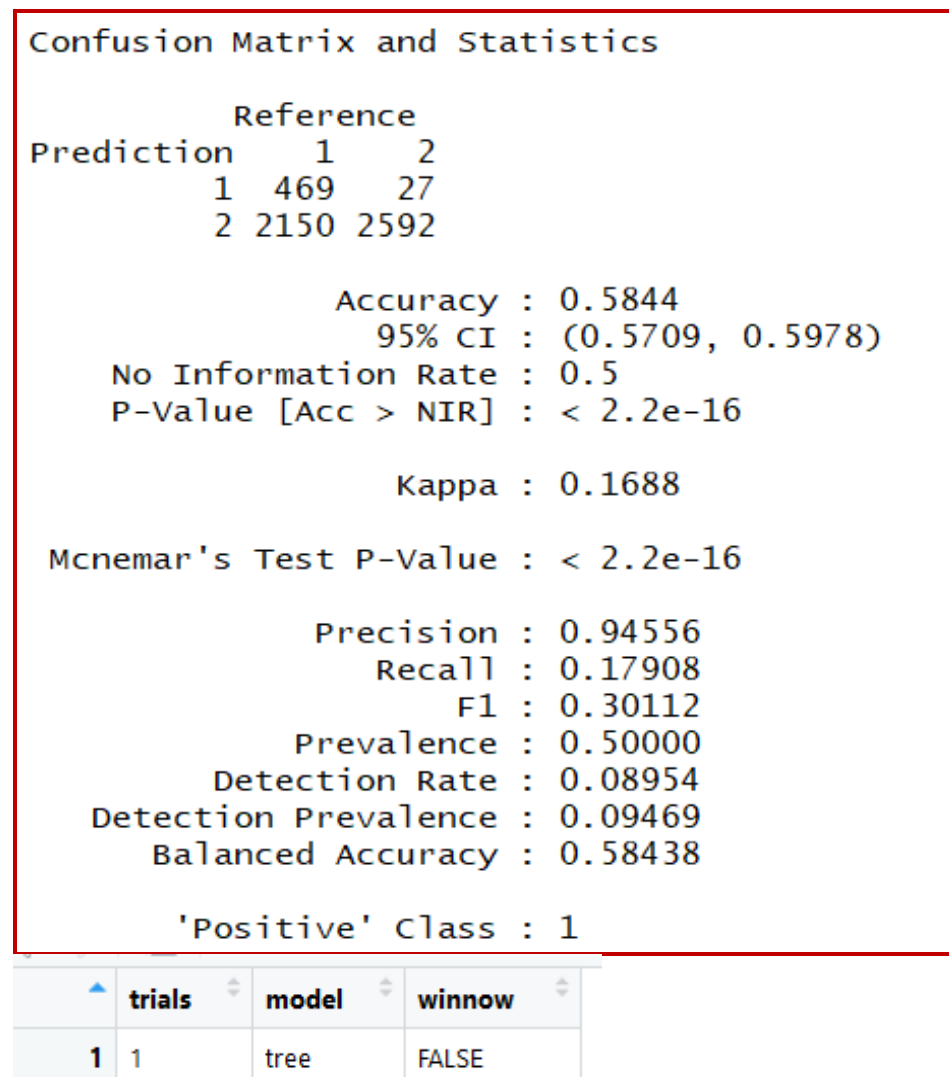 Confusion Matrix and Statistics
Reference
Prediction 1 2
1 469 27
2 2150 2592
Accuracy : 0.5844
95% CI : (0.5709, 0.5978)
No Information Rate : 0.5
P-Value [Acc > NIR] : < 2.2e-16
Kappa : 0.1688
Mcnemar's Test P-Value : < 2.2e-16
Precision : 0.94556
Recall : 0.17908
F1 : 0.30112
Prevalence : 0.50000
Detection Rate : 0.08954
Detection Prevalence : 0.09469
Balanced Accuracy : 0.58438
'Positive' Class : 1
trials model winnow
1 1 tree FALSE